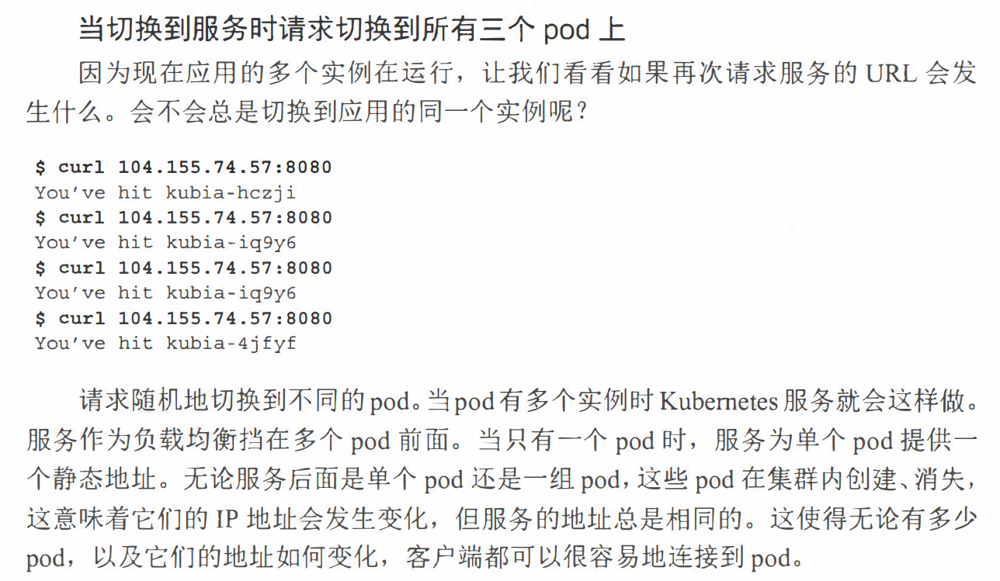 当切换到服务时请求切换到所有三个 pod 上
因为现在应用的多个实例在运行，让我们看看如果再次请求服务的 URL 会发
生什么。会不会总是切换到应用的同一个实例呢？
$ curl 104.155.74.57:8080
You've hit kubia-hczji
$ curl 104.155.74.57:8080
You've hit kubia-iq9y6
$ curl 104.155.74.57:8080
You've hit kubia-iq9y6
$ curl 104.155.74.57:8080
You've hit kubia-4jfyf
请求随机地切换到不同的 pod。当 pod 有多个实例时 Kubernetes 服务就会这样做。
服务作为负载均衡挡在多个 pod 前面。当只有一个 pod 时，服务为单个 pod 提供一
个静态地址。无论服务后面是单个 pod 还是一组 pod，这些 pod 在集群内创建、消失，
这意味着它们的 IP 地址会发生变化，但服务的地址总是相同的。这使得无论有多少
pod，以及它们的地址如何变化，客户端都可以很容易地连接到 pod。